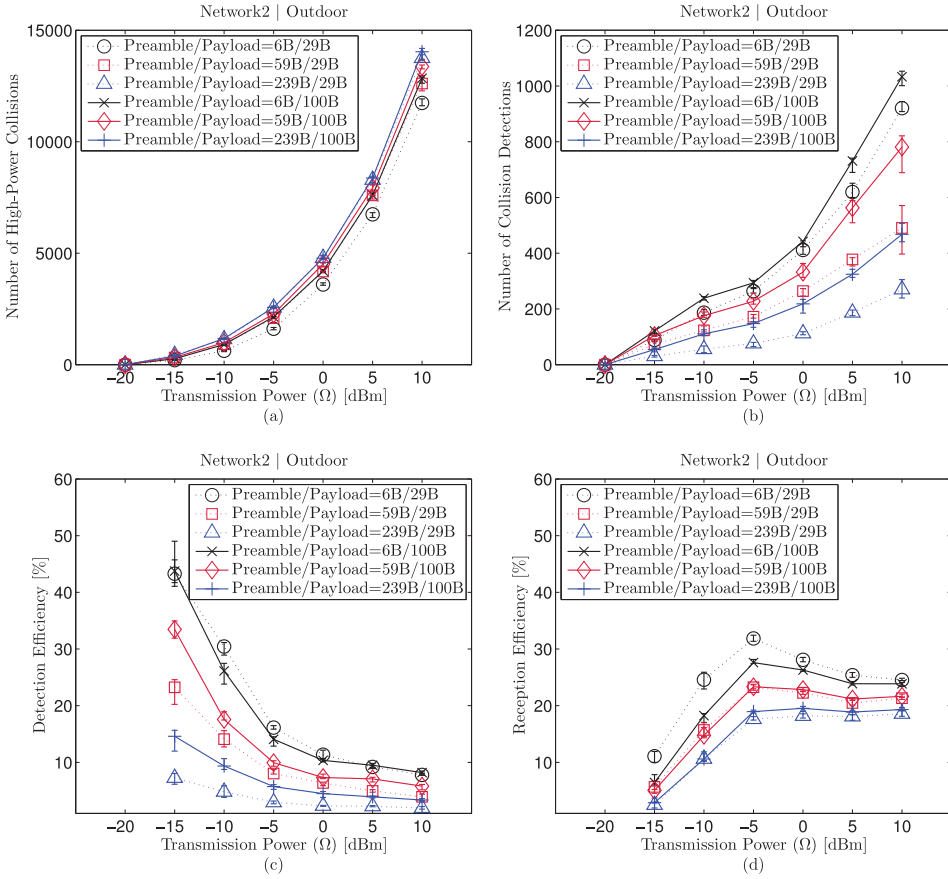 Network2 | Outdoor
Number of High-Power Collisions
15000
10000
5000
0
Preamble/Payload=6B/29B
Preamble/Payload=59B/29B
Preamble/Payload=239B/29B
Preamble/Payload=6B/100B
Preamble/Payload=59B/100B
Preamble/Payload=239B/100B
−20 −15 −10 −5 0 5 10
Transmission Power (Ω) [dBm]
(a)
Network2 | Outdoor
Number of Collision Detections
1200
1000
800
600
400
200
0
Preamble/Payload=6B/29B
Preamble/Payload=59B/29B
Preamble/Payload=239B/29B
Preamble/Payload=6B/100B
Preamble/Payload=59B/100B
Preamble/Payload=239B/100B
−20 −15 −10 −5 0 5 10
Transmission Power (Ω) [dBm]
(b)
Network2 | Outdoor
Detection Efficiency [%]
60
50
40
30
20
10
Preamble/Payload=6B/29B
Preamble/Payload=59B/29B
Preamble/Payload=239B/29B
Preamble/Payload=6B/100B
Preamble/Payload=59B/100B
Preamble/Payload=239B/100B
−20 −15 −10 −5 0 5 10
Transmission Power (Ω) [dBm]
(c)
Network2 | Outdoor
Reception Efficiency [%]
60
50
40
30
20
10
Preamble/Payload=6B/29B
Preamble/Payload=59B/29B
Preamble/Payload=239B/29B
Preamble/Payload=6B/100B
Preamble/Payload=59B/100B
Preamble/Payload=239B/100B
−20 −15 −10 −5 0 5 10
Transmission Power (Ω) [dBm]
(d)